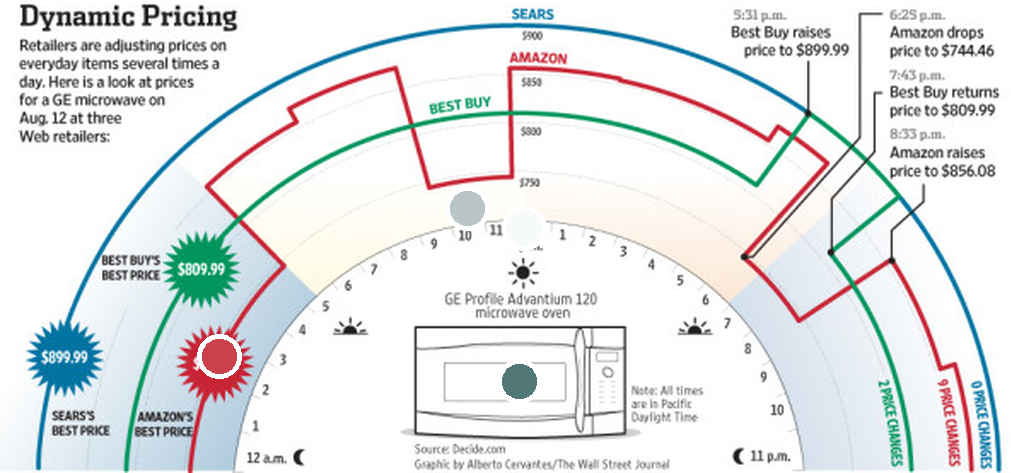 Dynamic Pricing
Retailers are adjusting prices on
everyday items several times a
day. Here is a look at prices
for a GE microwave on
Aug. 12 at three
Web retailers:
SEARS
$900
AMAZON
$850
BEST BUY
$800
$750
5:31 p.m.
Best Buy raises
price to $899.99
6:25 p.m.
Amazon drops
price to $744.46
7:43 p.m.
Best Buy returns
price to $809.99
8:33 p.m.
Amazon raises
price to $856.08
BEST BUY'S
BEST PRICE
$809.99
$899.99
SEARS'S
BEST PRICE
AMAZON'S
BEST PRICE
12 a.m.
1
2
3
4
5
6
7
8
9
10
11
1
2
3
4
5
6
7
8
9
10
11 p.m.
GE Profile Advantium 120
microwave oven
Note: All times
are in Pacific
Daylight Time
2 PRICE CHANGES
9 PRICE CHANGES
0 PRICE CHANGES
Source: Decide.com
Graphic by Alberto Cervantes/The Wall Street Journal